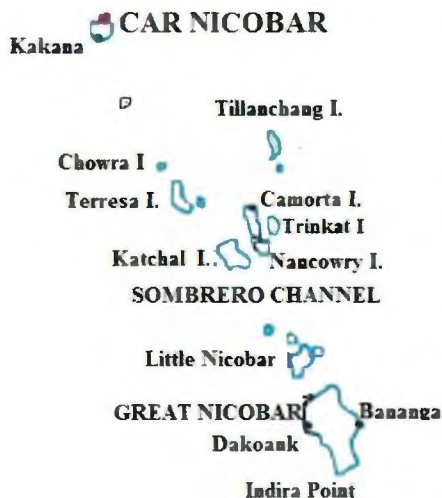 CAR NICOBAR
Kakana
Tillanchang I.
Chowra I
Terresa I.
Camorta I.
Trinkat I
Katchal I..
Nancowry I.
SOMBRERO CHANNEL
Little Nicobar
GREAT NICOBAR
Bananga
Dakoank
Indira Point